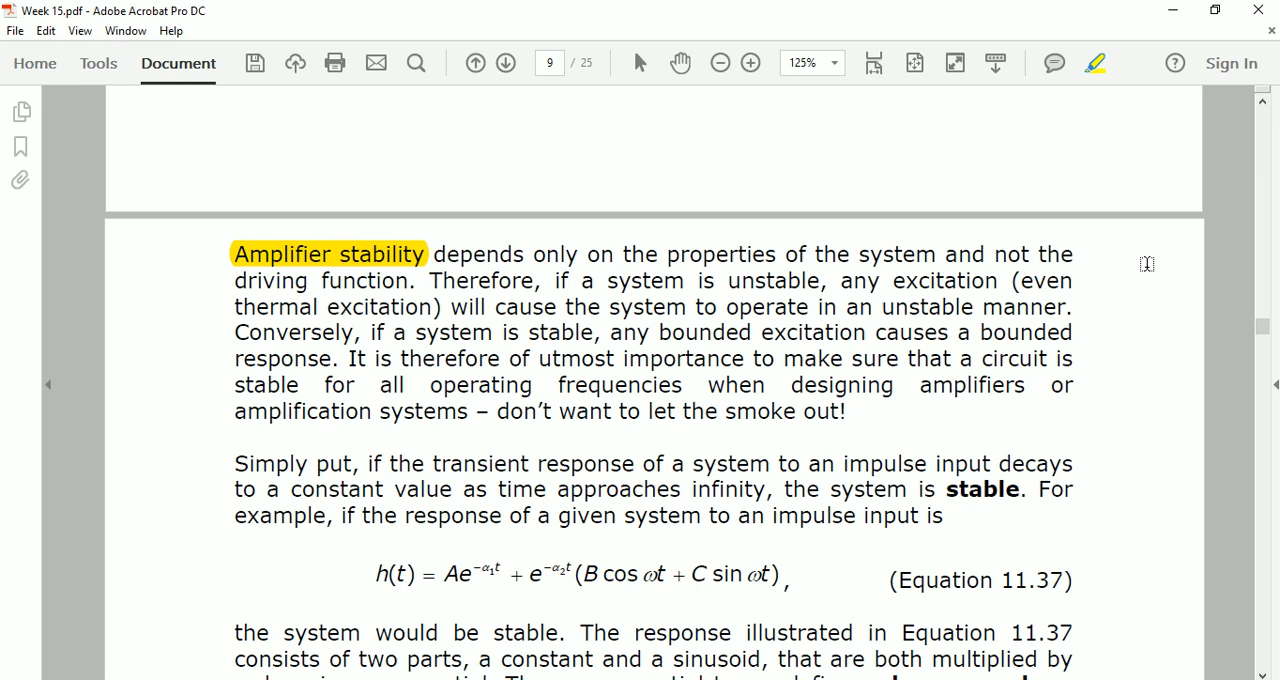 Week 15.pdf - Adobe Acrobat Pro DC
File Edit View Window Help
Home Tools Document 9 / 25 125% Sign In
Amplifier stability depends only on the properties of the system and not the
driving function. Therefore, if a system is unstable, any excitation (even
thermal excitation) will cause the system to operate in an unstable manner.
Conversely, if a system is stable, any bounded excitation causes a bounded
response. It is therefore of utmost importance to make sure that a circuit is
stable for all operating frequencies when designing amplifiers or
amplification systems – don't want to let the smoke out!
Simply put, if the transient response of a system to an impulse input decays
to a constant value as time approaches infinity, the system is stable. For
example, if the response of a given system to an impulse input is
h(t) = Ae^{-α₁t} + e^{-α₂t}(B cos ωt + C sin ωt), (Equation 11.37)
the system would be stable. The response illustrated in Equation 11.37
consists of two parts, a constant and a sinusoid, that are both multiplied by